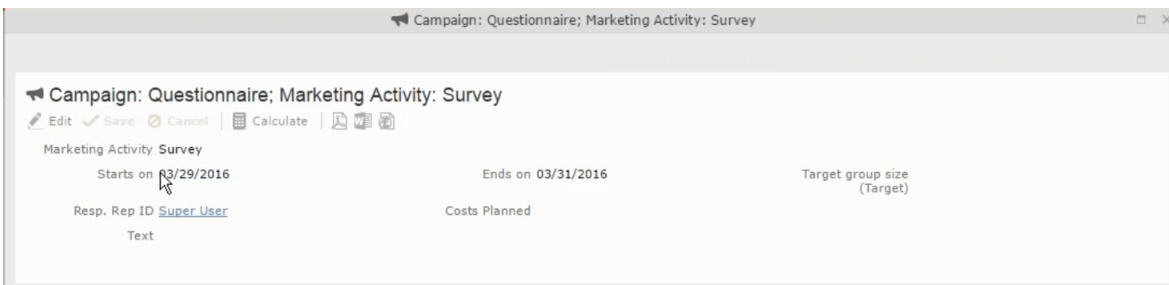 Campaign: Questionnaire; Marketing Activity: Survey
Campaign: Questionnaire; Marketing Activity: Survey
Edit Save Cancel Calculate
Marketing Activity Survey
Starts on 03/29/2016 Ends on 03/31/2016 Target group size
(Target)
Resp. Rep ID Super User Costs Planned
Text